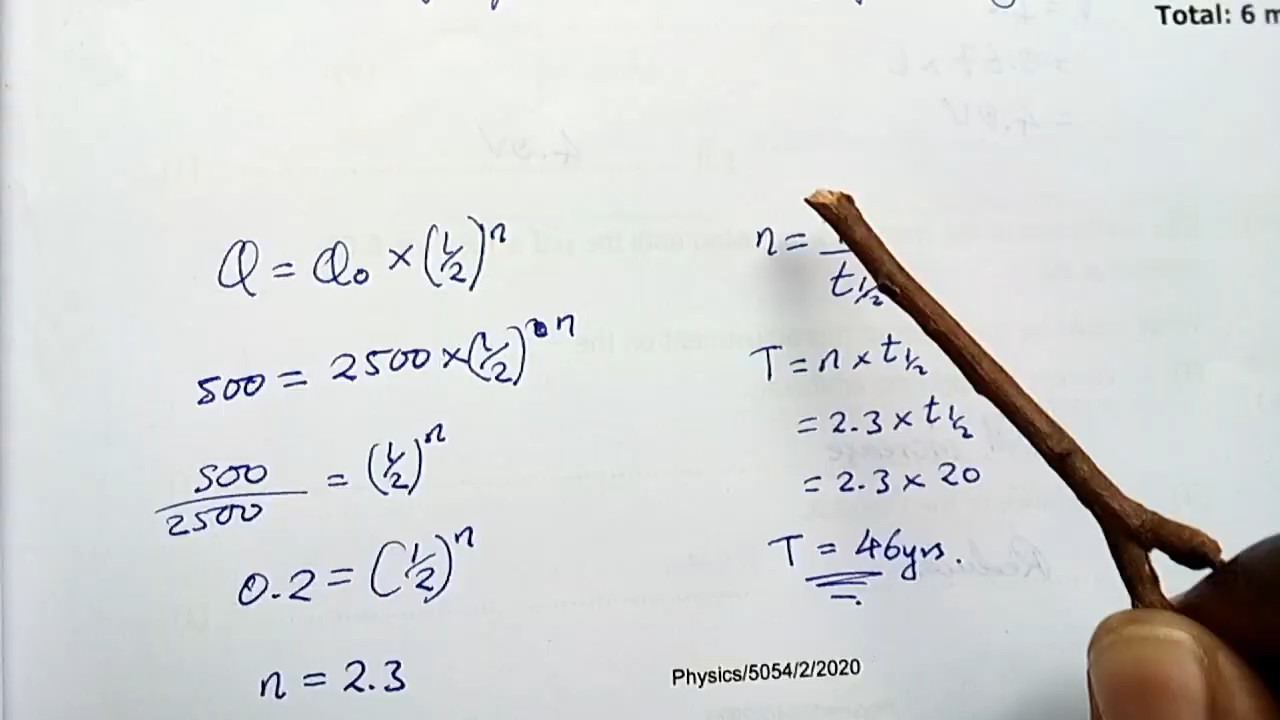 Total: 6 m
Q = Q₀ × (1/2)ⁿ
500 = 2500 × (1/2)ⁿ
500/2500 = (1/2)ⁿ
0.2 = (1/2)ⁿ
n = 2.3
n = /t½
T = n × t½
= 2.3 × t½
= 2.3 × 20
T = 46yrs.
Physics/5054/2/2020